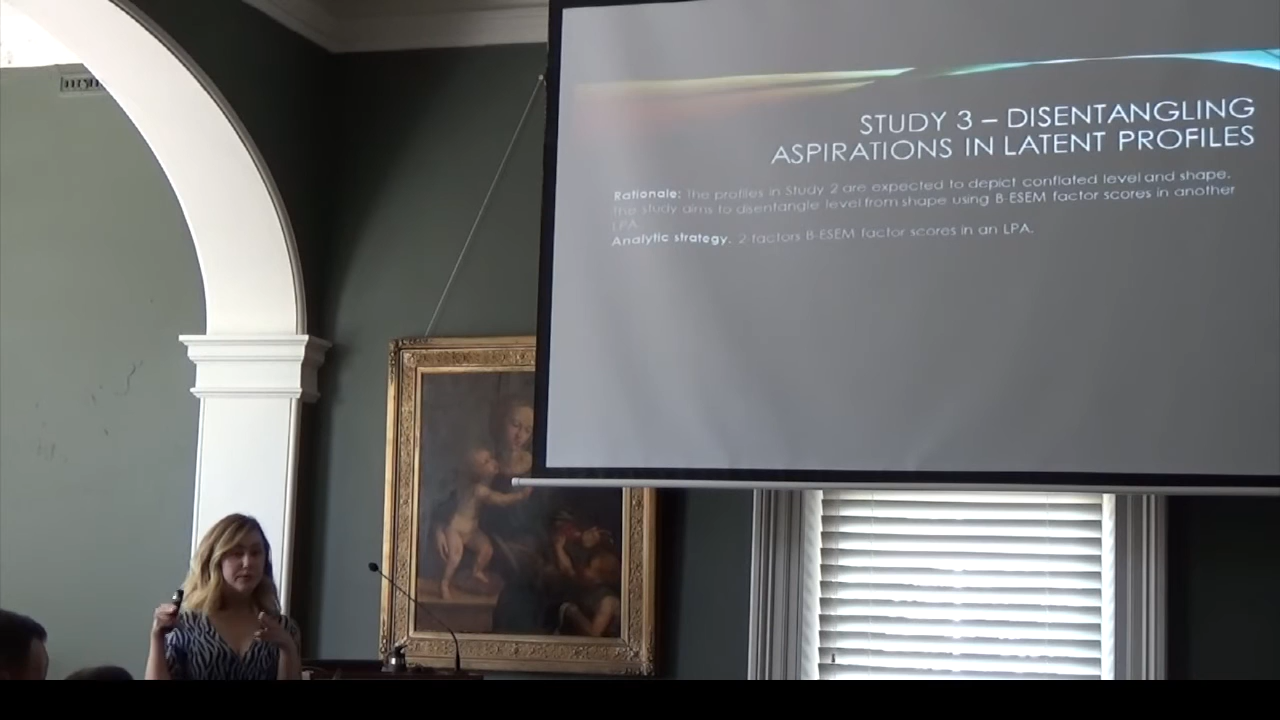 STUDY 3 – DISENTANGLING
ASPIRATIONS IN LATENT PROFILES
Rationale: The profiles in Study 2 are expected to depict conflated level and shape.
The study aims to disentangle level from shape using B-ESEM factor scores in another
LPA.
Analytic strategy. 2 factors B-ESEM factor scores in an LPA.